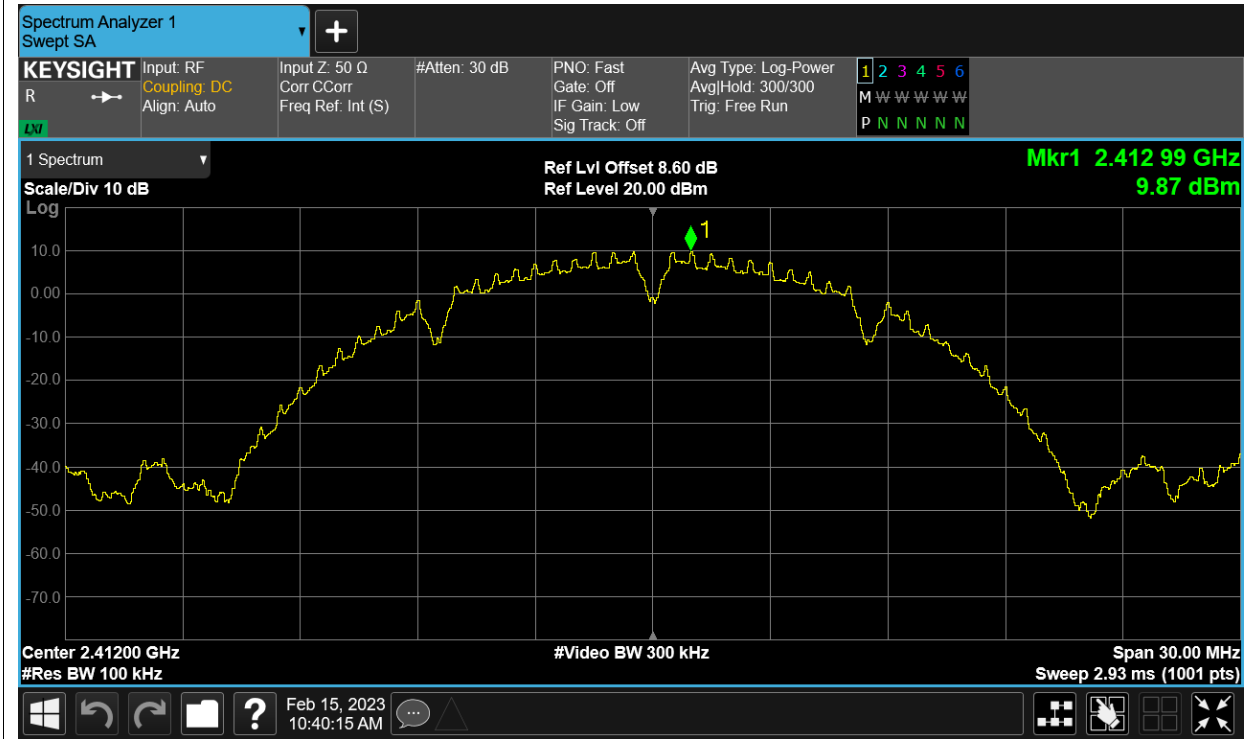 Spectrum Analyzer 1
Swept SA
KEYSIGHT
R
LXI
Input: RF
Coupling: DC
Align: Auto
Input Z: 50 Ω
Corr CCorr
Freq Ref: Int (S)
#Atten: 30 dB
PNO: Fast
Gate: Off
IF Gain: Low
Sig Track: Off
Avg Type: Log-Power
Avg|Hold: 300/300
Trig: Free Run
1 2 3 4 5 6
M W W W W W
P N N N N N
1 Spectrum
Scale/Div 10 dB
Log
Ref Lvl Offset 8.60 dB
Ref Level 20.00 dBm
Mkr1 2.412 99 GHz
9.87 dBm
1
10.0
0.00
-10.0
-20.0
-30.0
-40.0
-50.0
-60.0
-70.0
Center 2.41200 GHz
#Res BW 100 kHz
#Video BW 300 kHz
Span 30.00 MHz
Sweep 2.93 ms (1001 pts)
?
Feb 15, 2023
10:40:15 AM